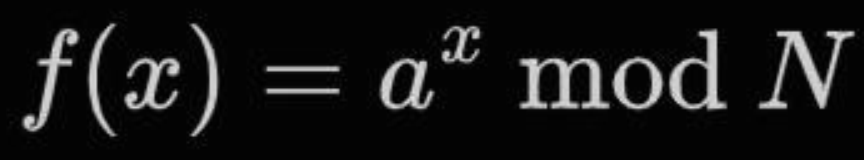 f(x) = a^x mod N